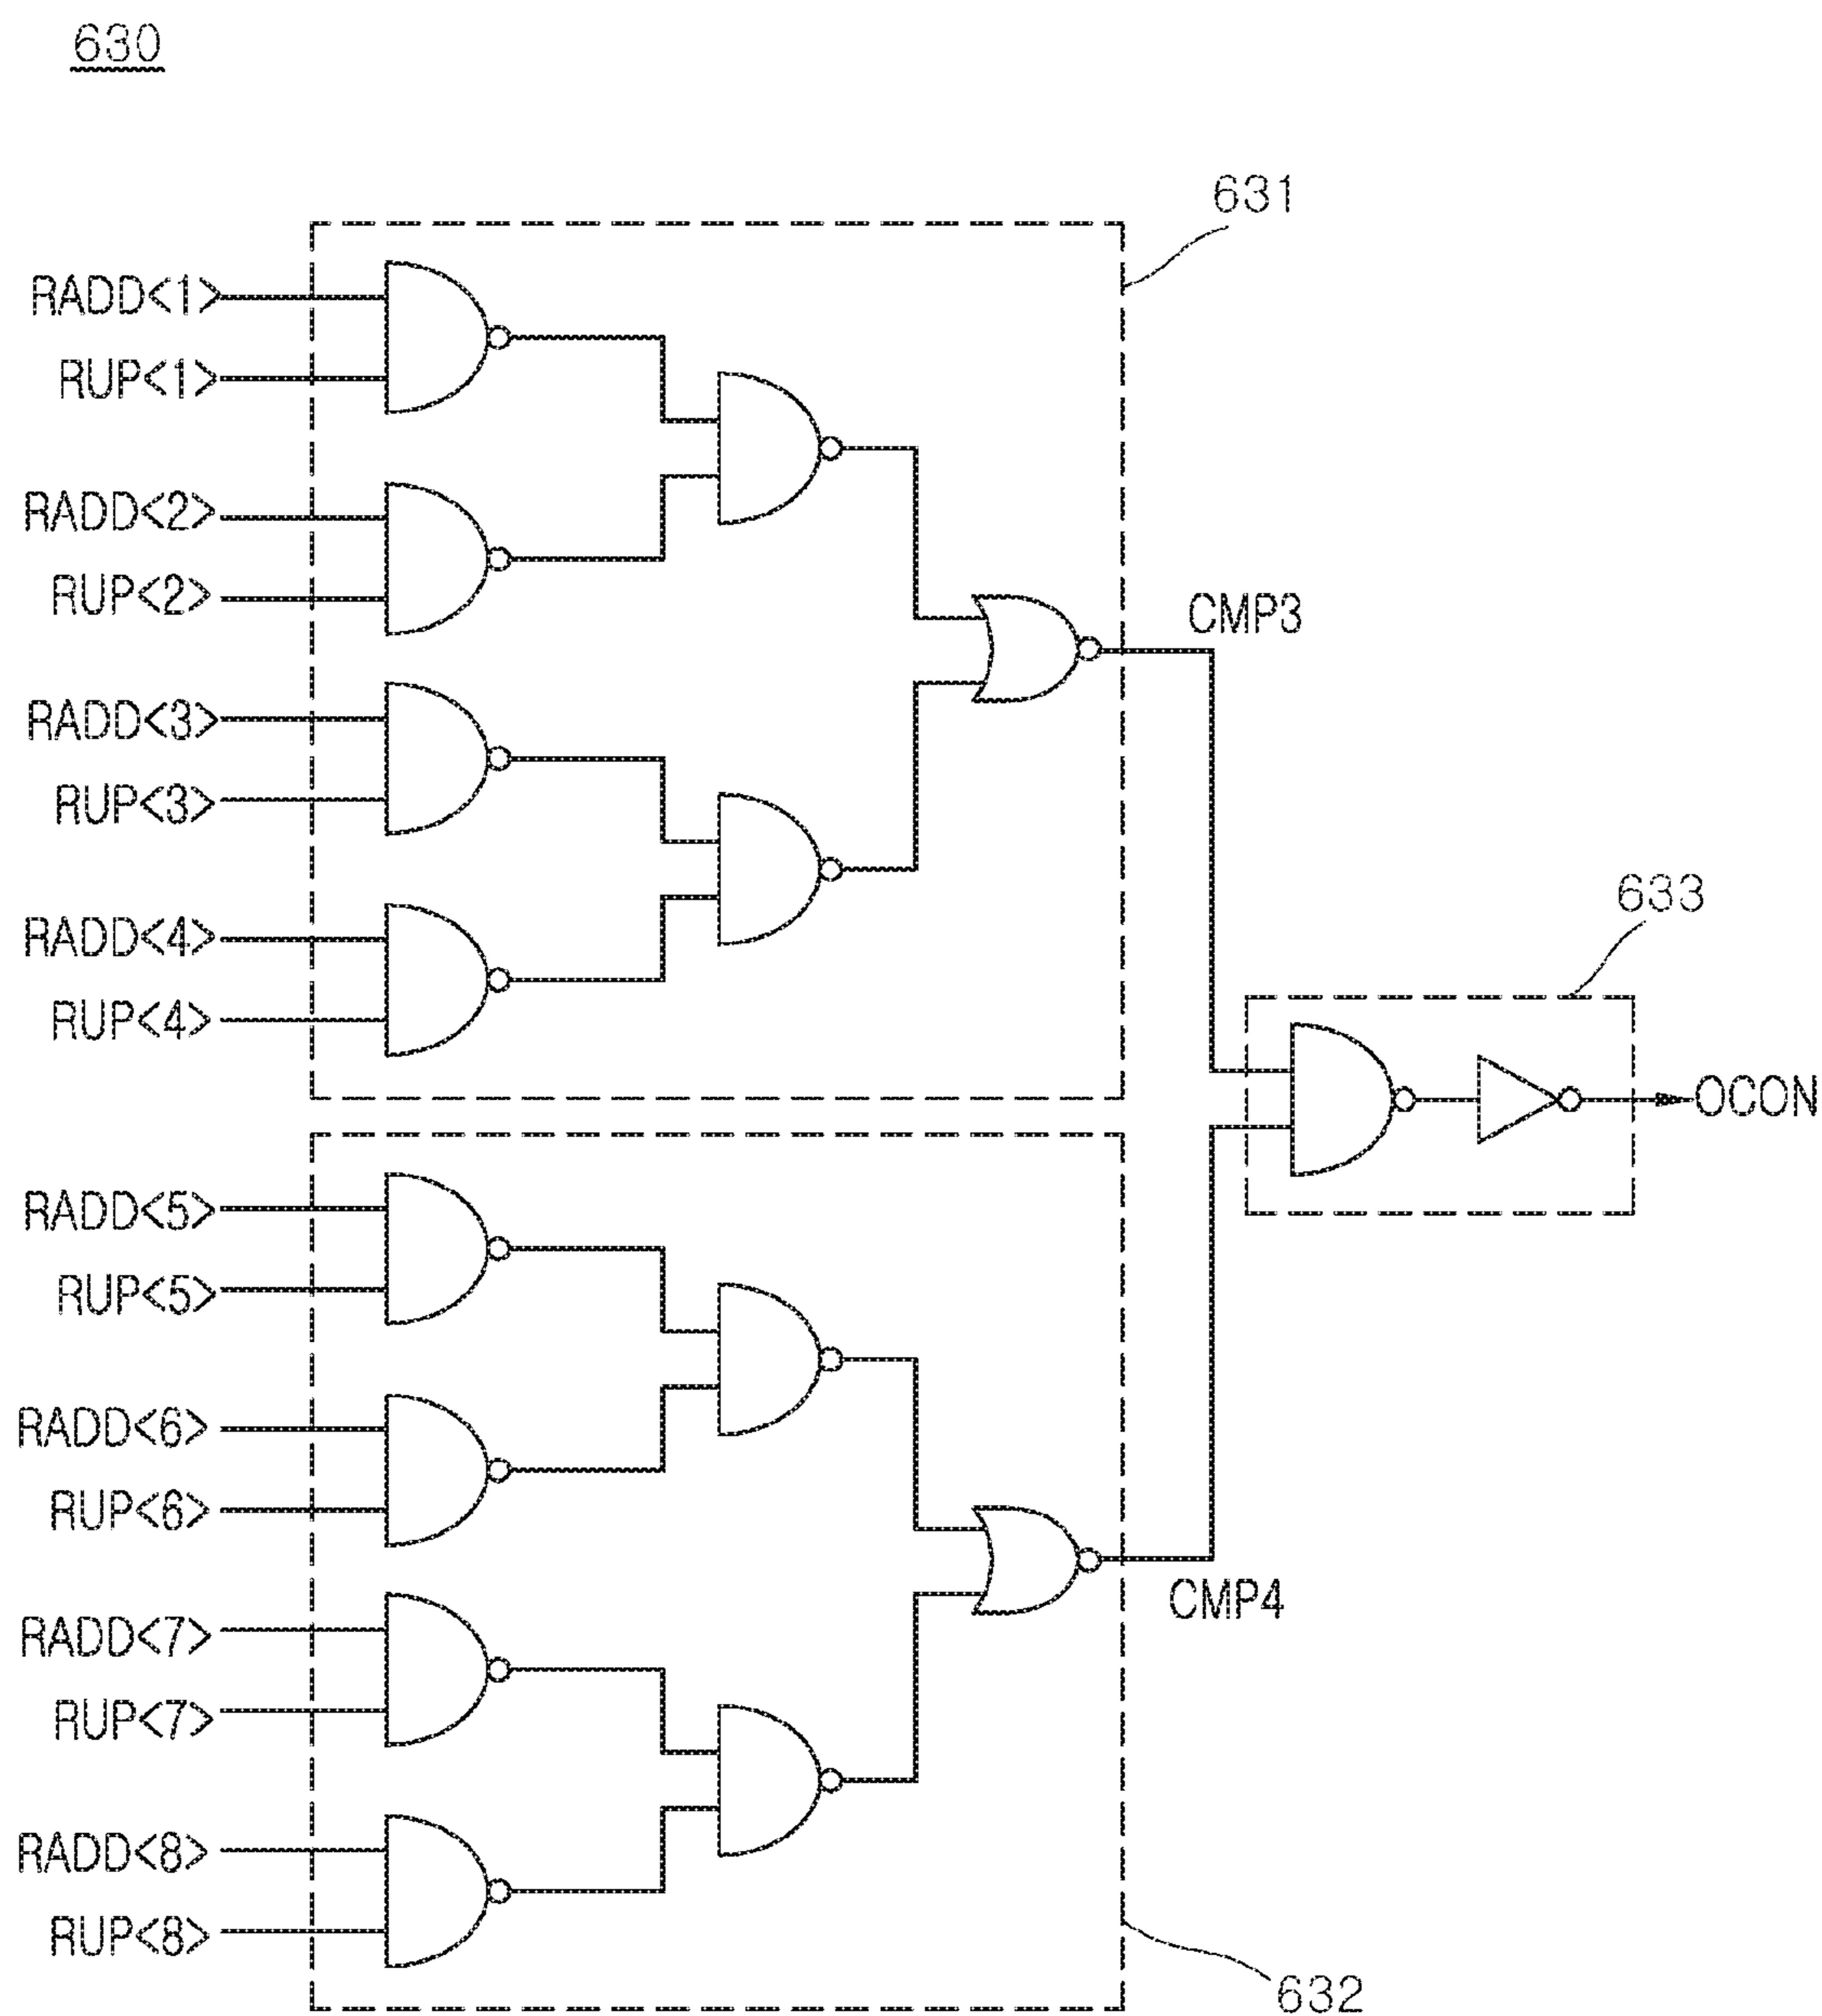 630
631
RADD<1>
RUP<1>
RADD<2>
RUP<2>
CMP3
RADD<3>
RUP<3>
633
RADD<4>
RUP<4>
OCON
RADD<5>
RUP<5>
RADD<6>
RUP<6>
CMP4
RADD<7>
RUP<7>
RADD<8>
RUP<8>
632